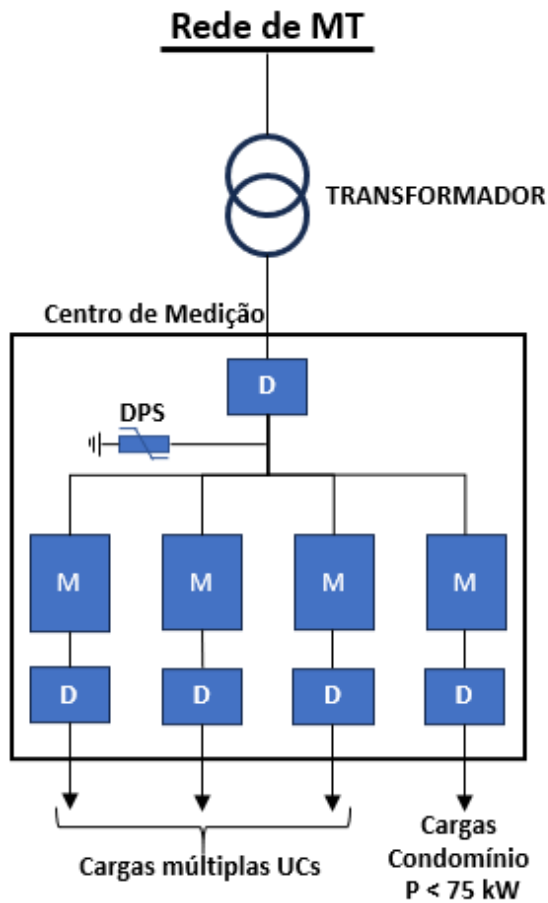 Rede de MT
TRANSFORMADOR
Centro de Medição
D
DPS
M M M M
D D D D
Cargas múltiplas UCs
Cargas
Condomínio
P < 75 kW